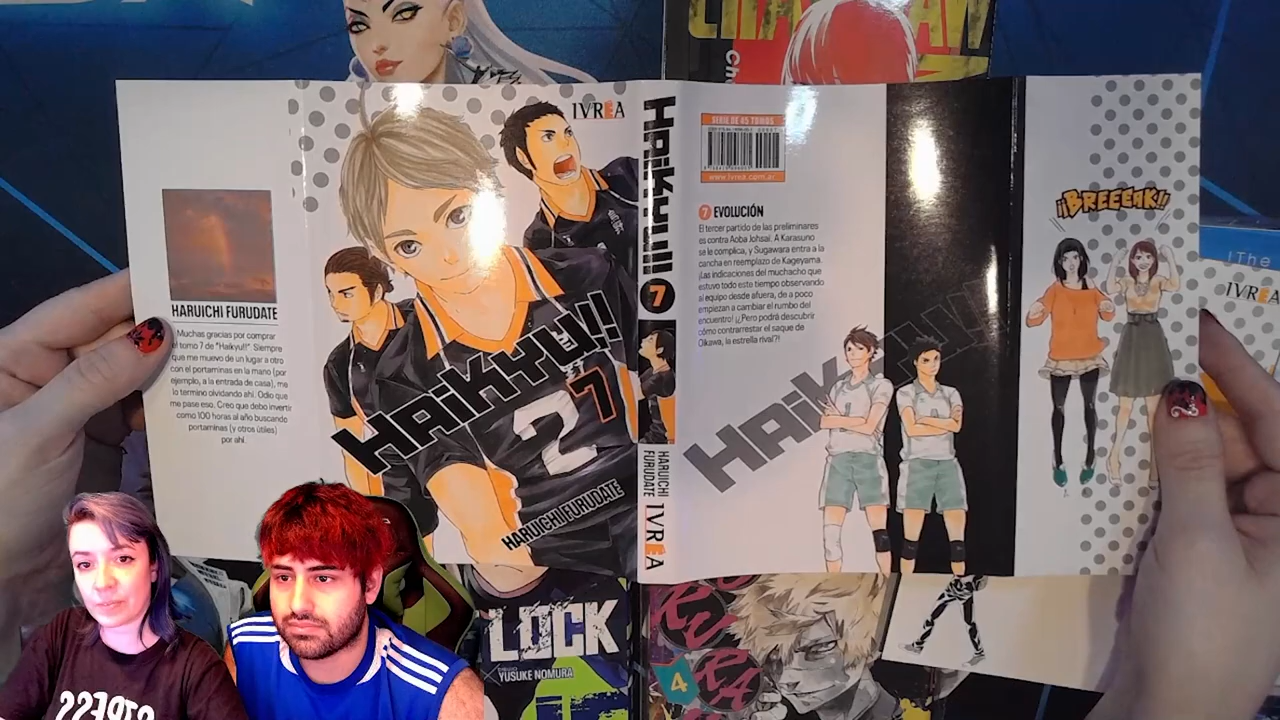 IVREA
HARUICHI FURUDATE
Muchas gracias por comprar
el tomo 7 de "Haikyu!!". Siempre
que me muevo de un lugar a otro
con el portaminas en la mano (por
ejemplo, a la entrada de casa), me
lo termino olvidando ahí. Odio que
me pase eso. Creo que debo invertir
como 100 horas al año buscando
portaminas (y otros útiles)
por ahí.
HAIKYU!!
7
2
HARUICHI FURUDATE
HAIKYU!!
7
HARUICHI
FURUDATE
IVREA
SERIE DE 45 TOMOS
www.ivrea.com.ar
7 EVOLUCIÓN
El tercer partido de las preliminares
es contra Aoba Johsai. A Karasuno
se le complica, y Sugawara entra a la
cancha en reemplazo de Kageyama.
¡Las indicaciones del muchacho que
estuvo todo este tiempo observando
al equipo desde afuera, de a poco
empiezan a cambiar el rumbo del
encuentro! ¿¡Pero podrá descubrir
cómo contrarrestar el saque de
Oikawa, la estrella rival?!
¡¡BREEEAK!!
¡The
IVREA
LOCK
DIBUJO
YUSUKE NOMURA
4